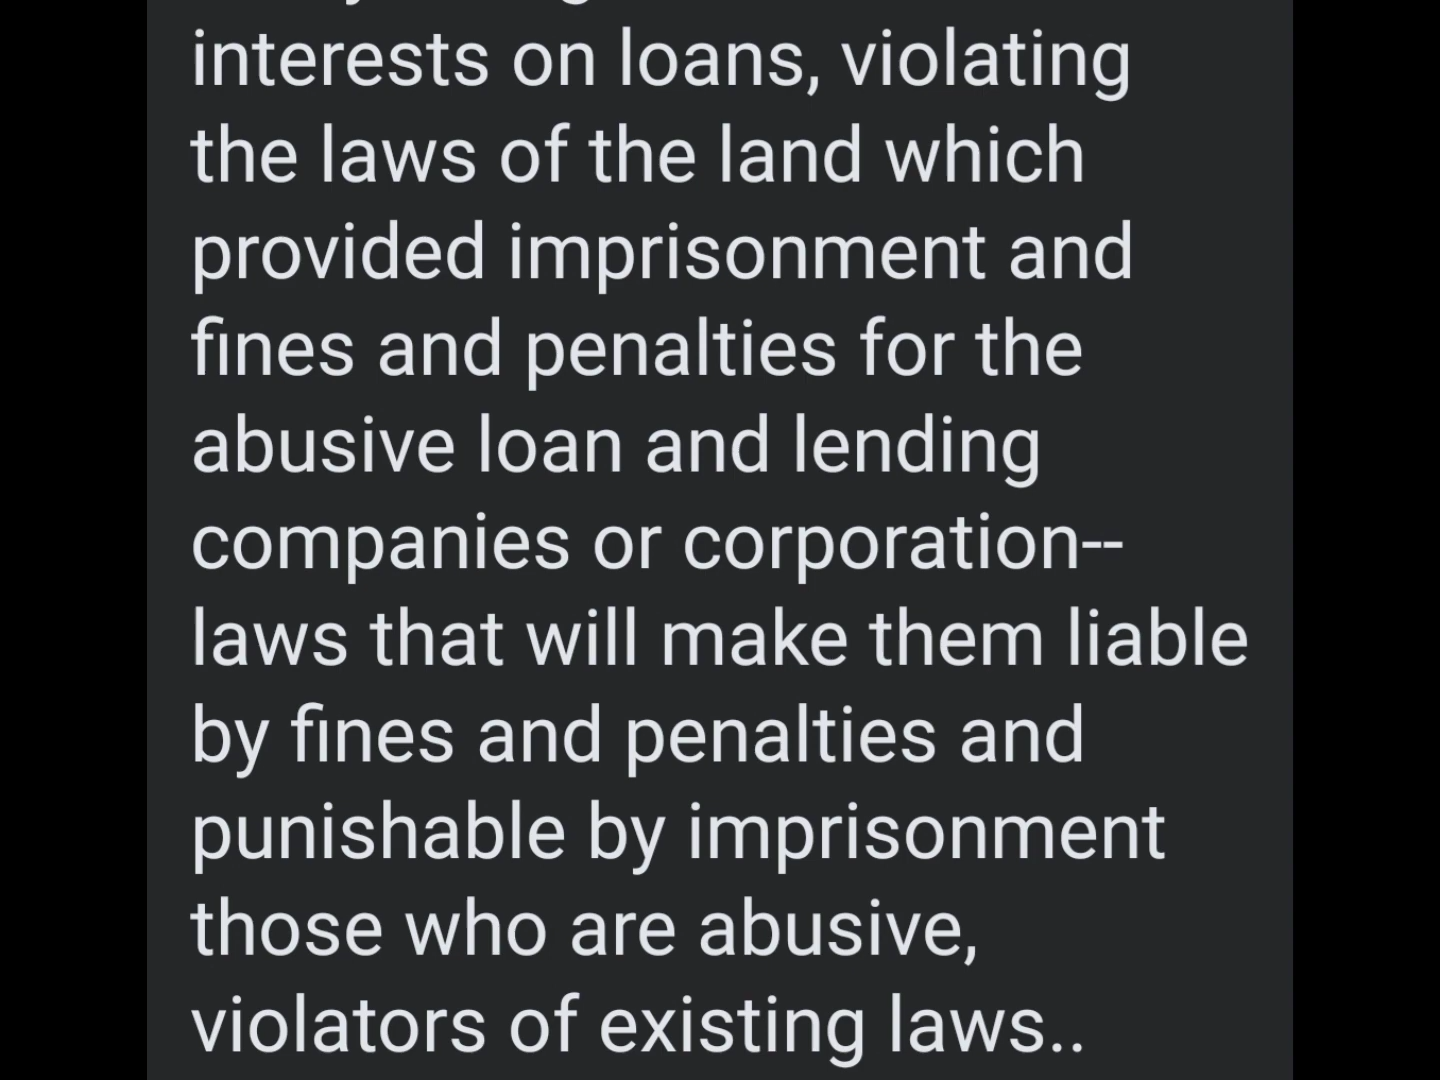 interests on loans, violating
the laws of the land which
provided imprisonment and
fines and penalties for the
abusive loan and lending
companies or corporation--
laws that will make them liable
by fines and penalties and
punishable by imprisonment
those who are abusive,
violators of existing laws..